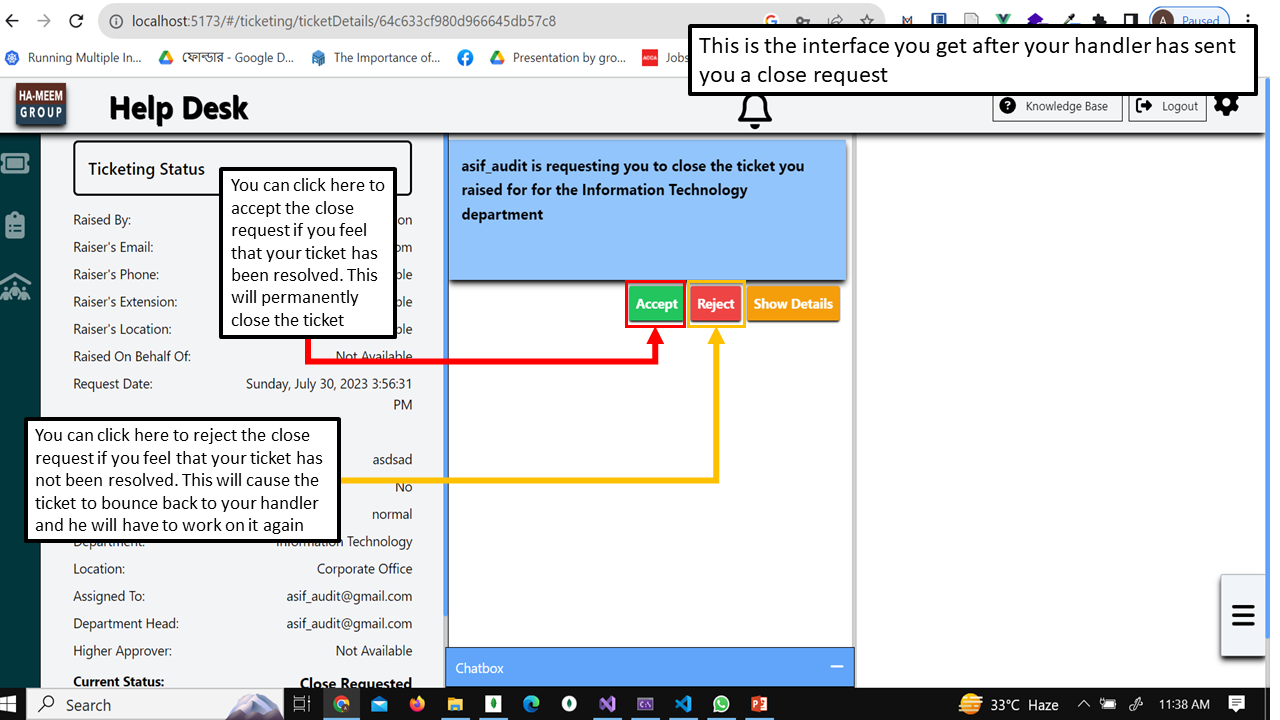 localhost:5173/#/ticketing/ticketDetails/64c633cf980d966645db57c8
A
Paused
Running Multiple In...
ফোল্ডার - Google D...
The Importance of...
Presentation by gro...
ACCA
Jobs
This is the interface you get after your handler has sent
you a close request
HA-MEEM
GROUP
Help Desk
Knowledge Base
Logout
Ticketing Status
You can click here to
accept the close
request if you feel
that your ticket has
been resolved. This
will permanently
close the ticket
asif_audit is requesting you to close the ticket you
raised for for the Information Technology
department
Accept
Reject
Show Details
Raised By:
Raiser's Email:
Raiser's Phone:
Raiser's Extension:
Raiser's Location:
Raised On Behalf Of:
Not Available
Request Date:
Sunday, July 30, 2023 3:56:31
PM
You can click here to reject the close
request if you feel that your ticket has
not been resolved. This will cause the
ticket to bounce back to your handler
and he will have to work on it again
asdsad
No
normal
Department:
Information Technology
Location:
Corporate Office
Assigned To:
asif_audit@gmail.com
Department Head:
asif_audit@gmail.com
Higher Approver:
Not Available
Current Status:
Close Requested
Chatbox
Search
33°C Haze
11:38 AM